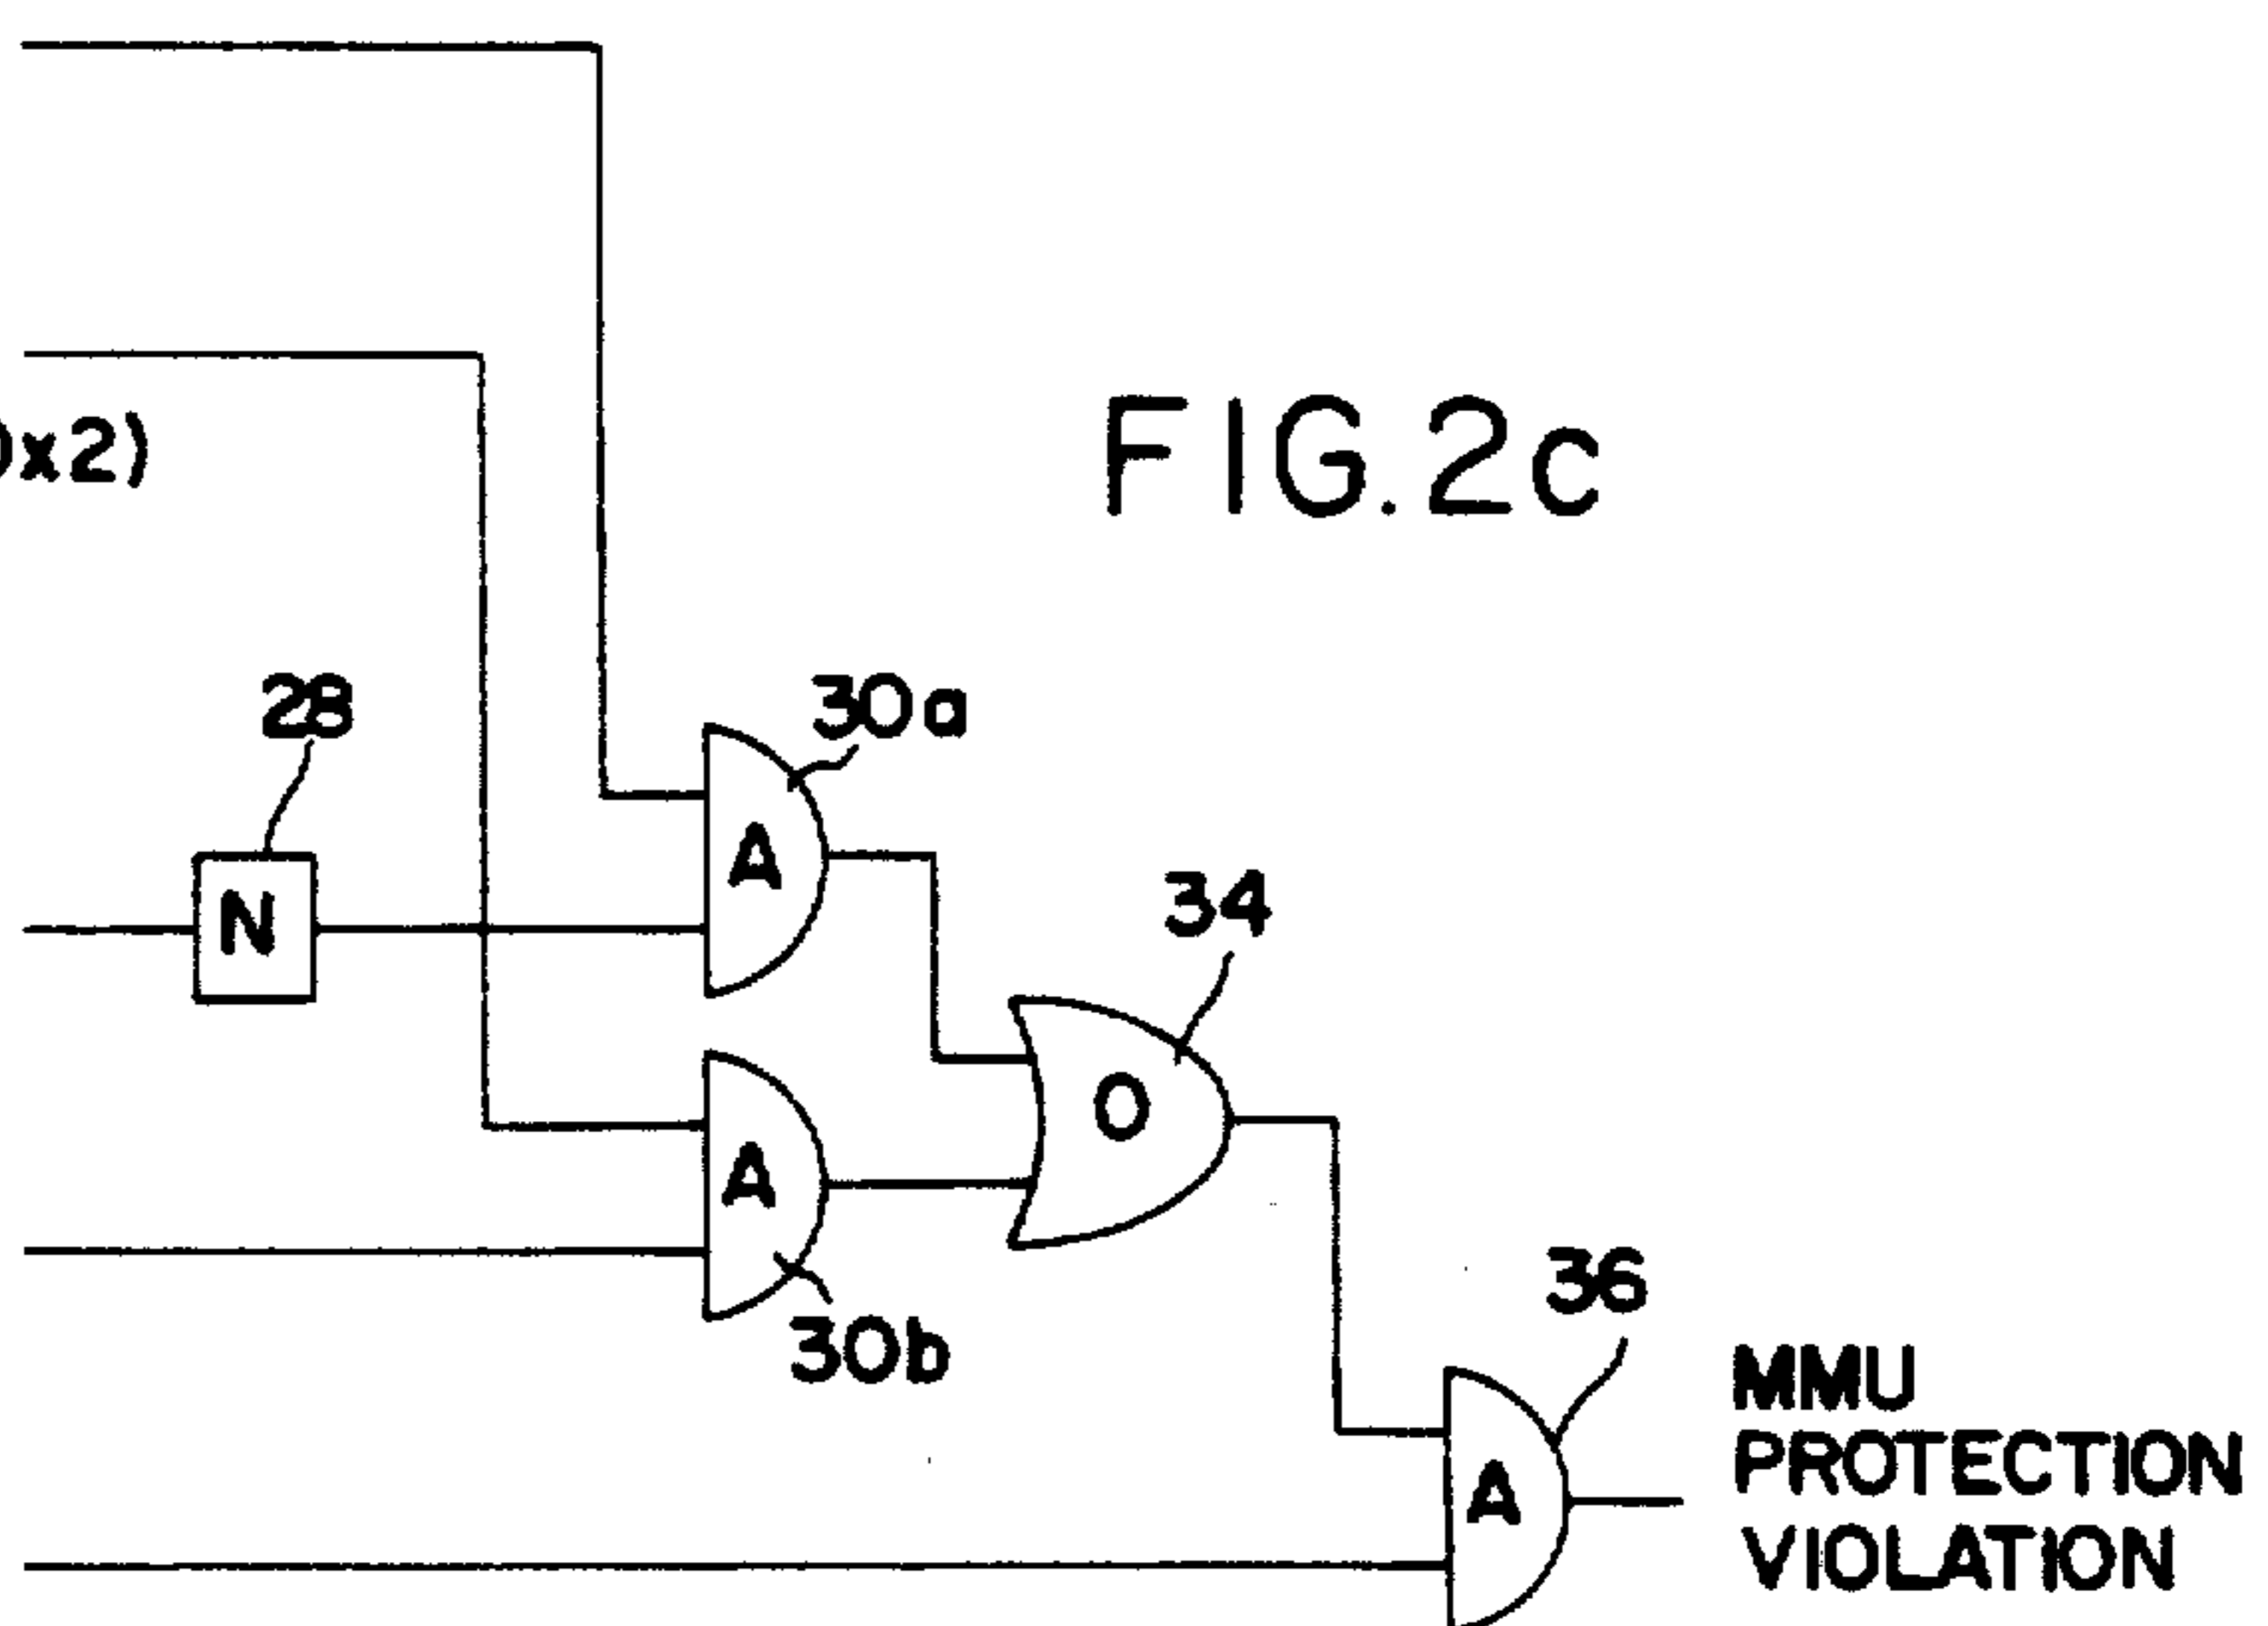 x2)
FIG.2c
28
30a
N
A
34
O
A
30b
36
MMU
PROTECTION
VIOLATION
A